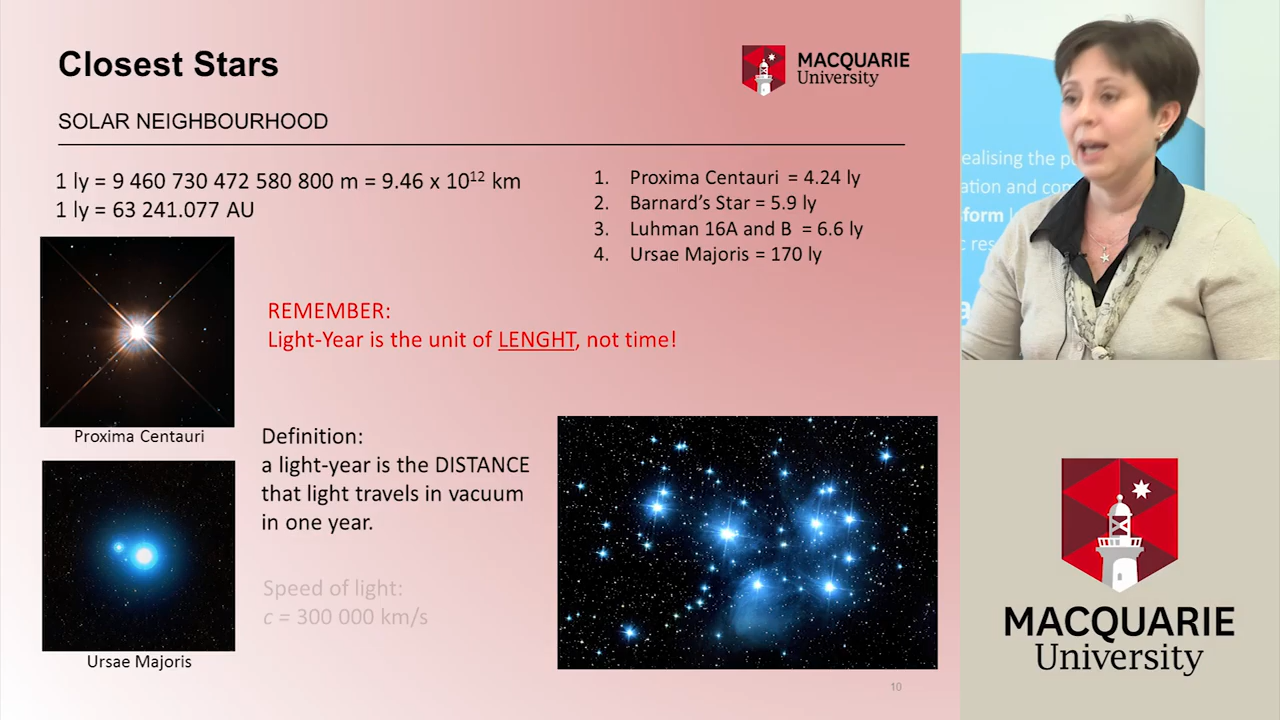 Closest Stars
MACQUARIE
University
SOLAR NEIGHBOURHOOD
1 ly = 9 460 730 472 580 800 m = 9.46 x 10¹² km
1 ly = 63 241.077 AU
1. Proxima Centauri = 4.24 ly
2. Barnard's Star = 5.9 ly
3. Luhman 16A and B = 6.6 ly
4. Ursae Majoris = 170 ly
REMEMBER:
Light-Year is the unit of LENGHT, not time!
Proxima Centauri
Definition:
a light-year is the DISTANCE
that light travels in vacuum
in one year.
Speed of light:
c = 300 000 km/s
Ursae Majoris
10
ealising the p
ation and con
form
c res
MACQUARIE
University